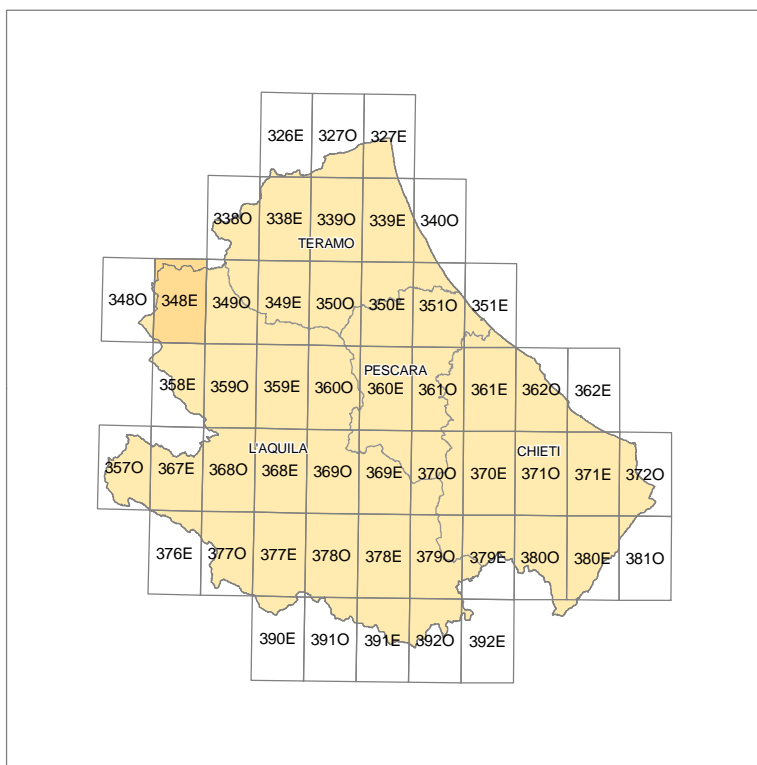 326E 327O 327E
338O 338E 339O 339E 340O
TERAMO
348O 348E 349O 349E 350O 350E 351O 351E
PESCARA
358E 359O 359E 360O 360E 361O 361E 362O 362E
L'AQUILA CHIETI
357O 367E 368O 368E 369O 369E 370O 370E 371O 371E 372O
376E 377O 377E 378O 378E 379O 379E 380O 380E 381O
390E 391O 391E 392O 392E